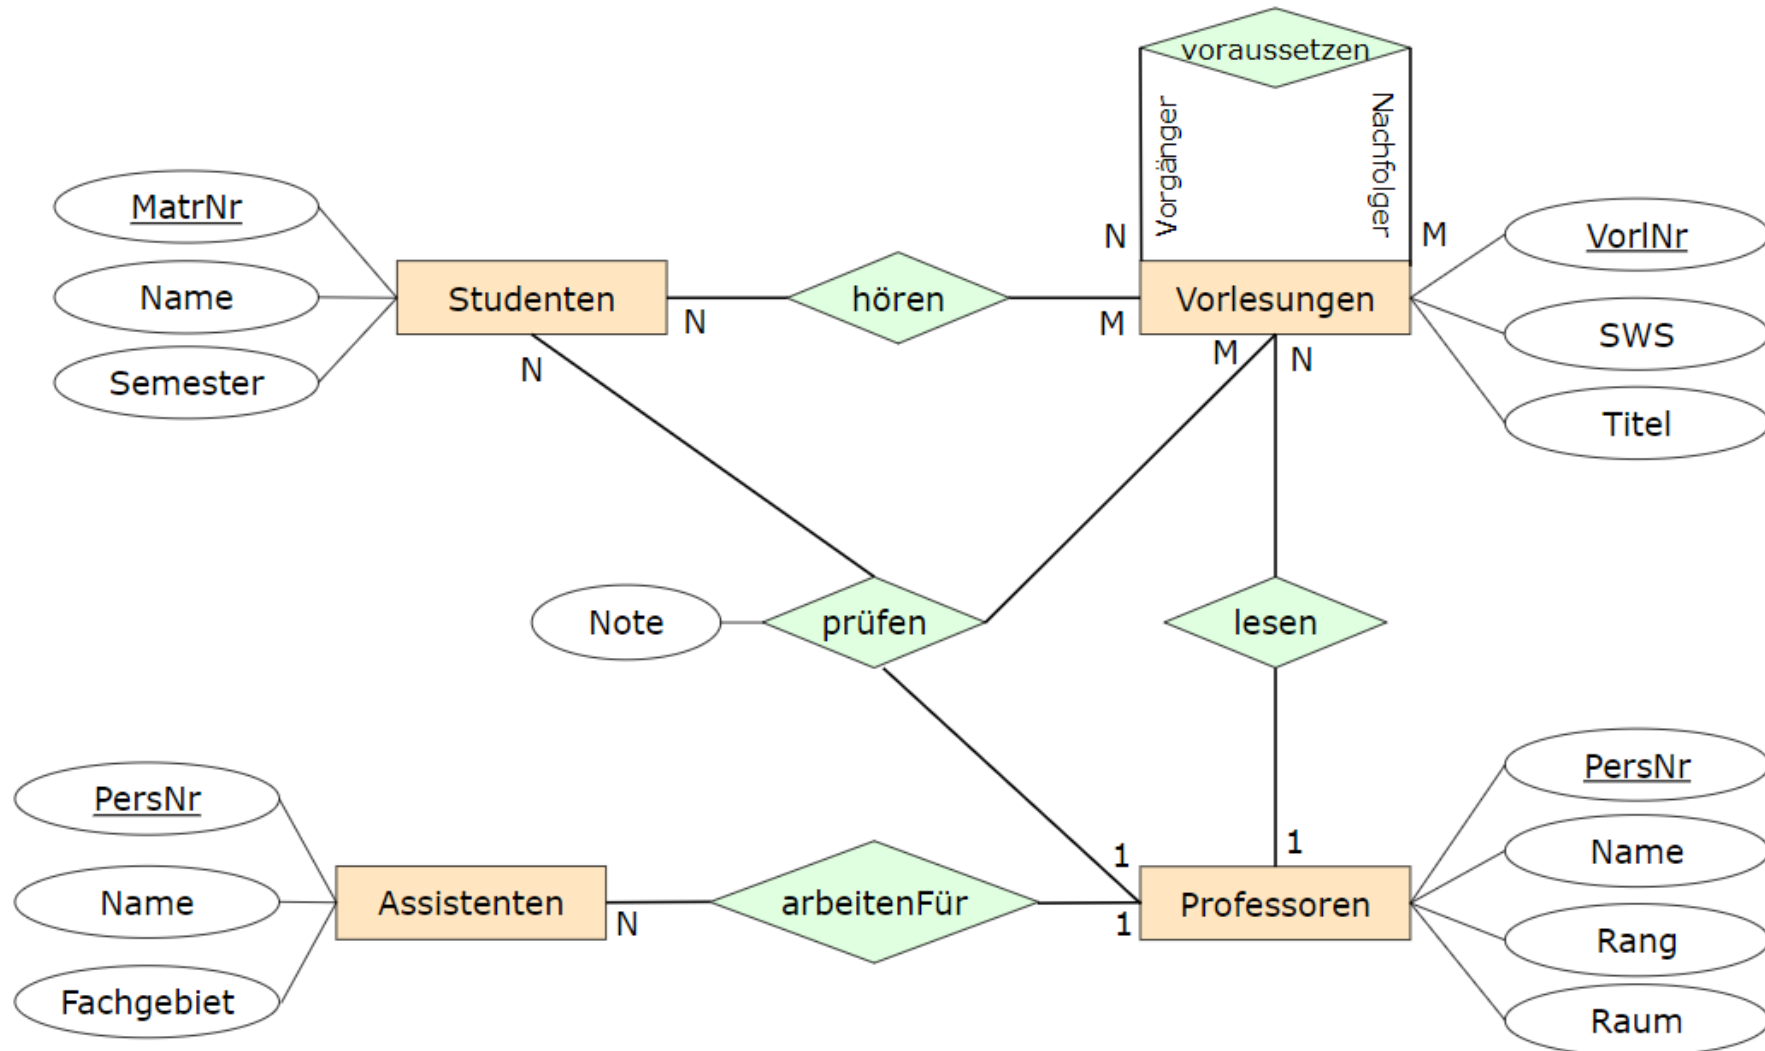 voraussetzen
Vorgänger
Nachfolger
N
M
MatrNr
Name
Semester
Studenten
N
hören
M
Vorlesungen
VorlNr
SWS
Titel
N
M
N
Note
prüfen
lesen
1
1
PersNr
Name
Fachgebiet
Assistenten
N
arbeitenFür
1
Professoren
PersNr
Name
Rang
Raum